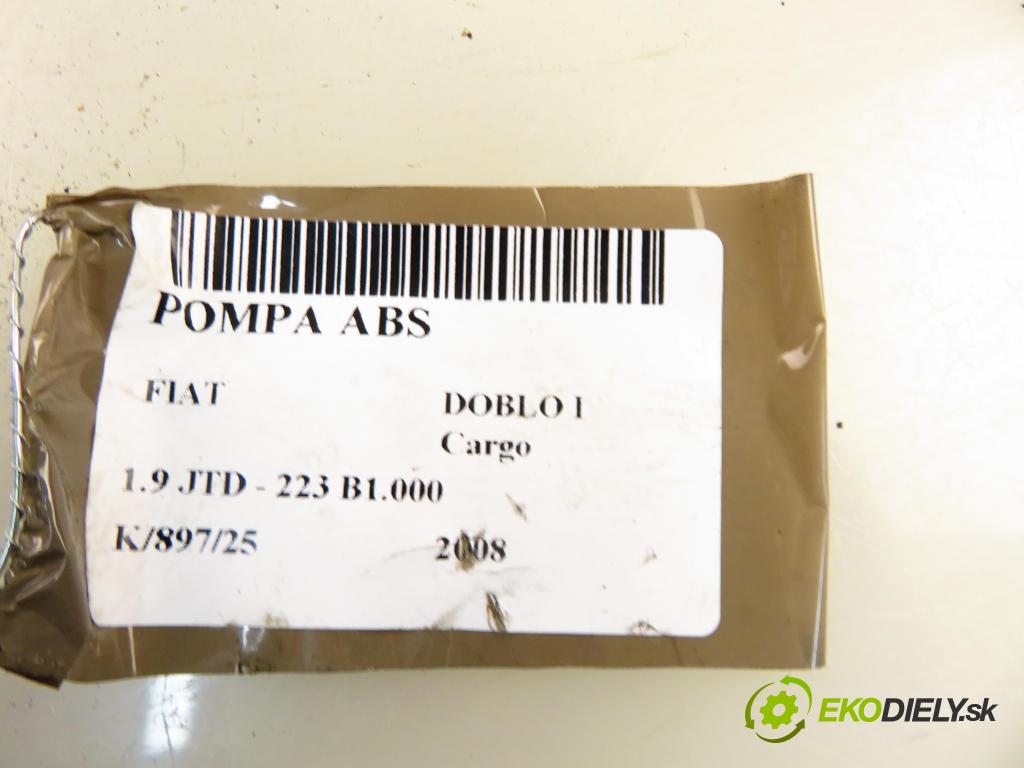 POMPA ABS
FIAT DOBLO I
Cargo
1.9 JTD - 223 B1.000
K/897/25 2008
EKODIELY.sk